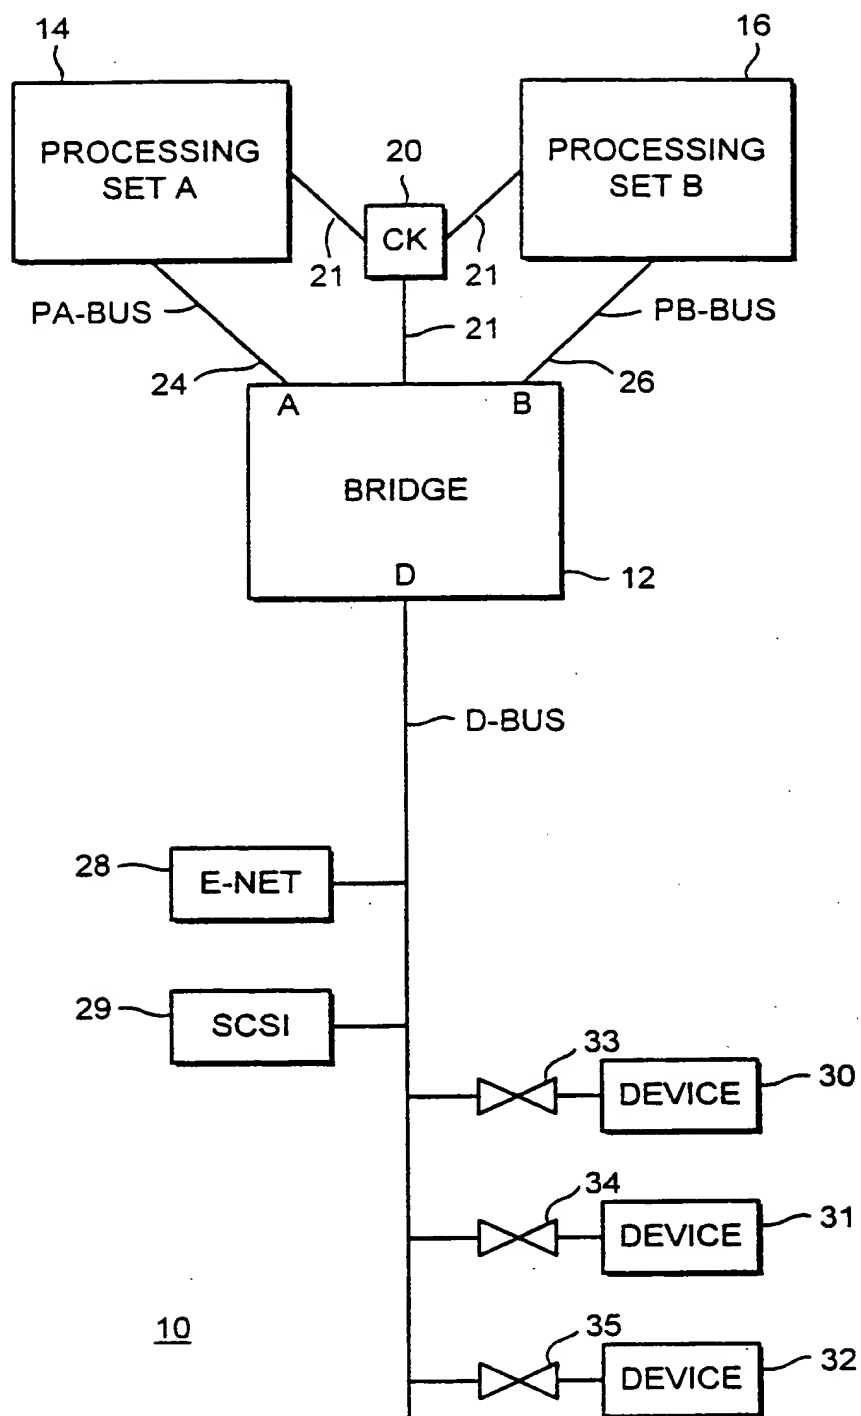 14
16
PROCESSING
SET A
20
PROCESSING
SET B
CK
21
21
PA-BUS
21
PB-BUS
24
26
A
B
BRIDGE
D
12
D-BUS
28
E-NET
29
SCSI
33
DEVICE
30
34
DEVICE
31
10
35
DEVICE
32